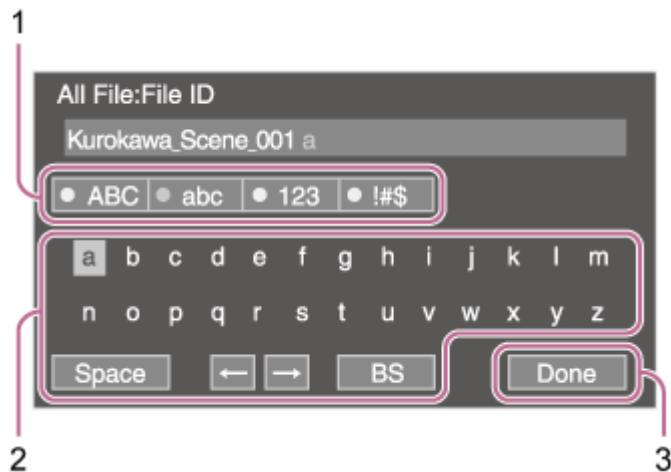 1
All File:File ID
Kurokawa_Scene_001 a
ABC abc 123 !#$
a b c d e f g h i j k l m
n o p q r s t u v w x y z
Space ← → BS Done
2 3